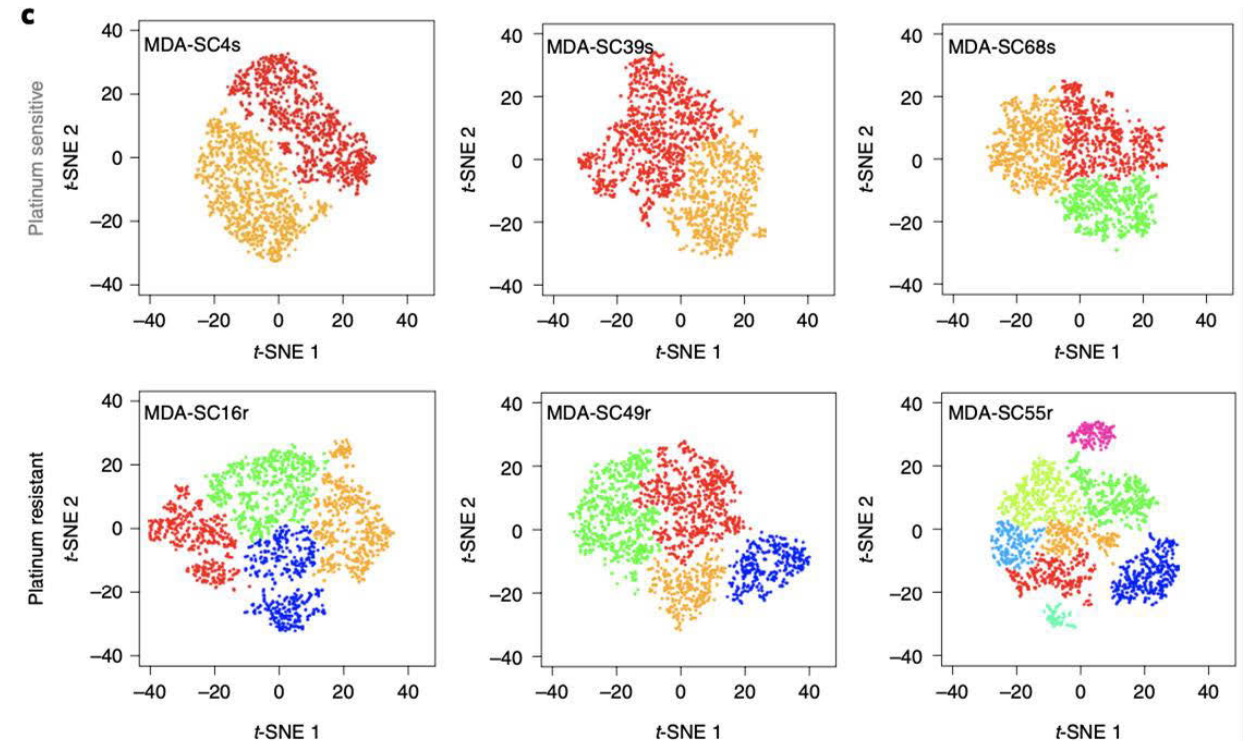 c
Platinum sensitive
MDA-SC4s
t-SNE 2
40
20
0
–20
–40
–40 –20 0 20 40
t-SNE 1
MDA-SC39s
t-SNE 2
40
20
0
–20
–40
–40 –20 0 20 40
t-SNE 1
MDA-SC68s
t-SNE 2
40
20
0
–20
–40
–40 –20 0 20 40
t-SNE 1
Platinum resistant
MDA-SC16r
t-SNE 2
40
20
0
–20
–40
–40 –20 0 20 40
t-SNE 1
MDA-SC49r
t-SNE 2
40
20
0
–20
–40
–40 –20 0 20 40
t-SNE 1
MDA-SC55r
t-SNE 2
40
20
0
–20
–40
–40 –20 0 20 40
t-SNE 1